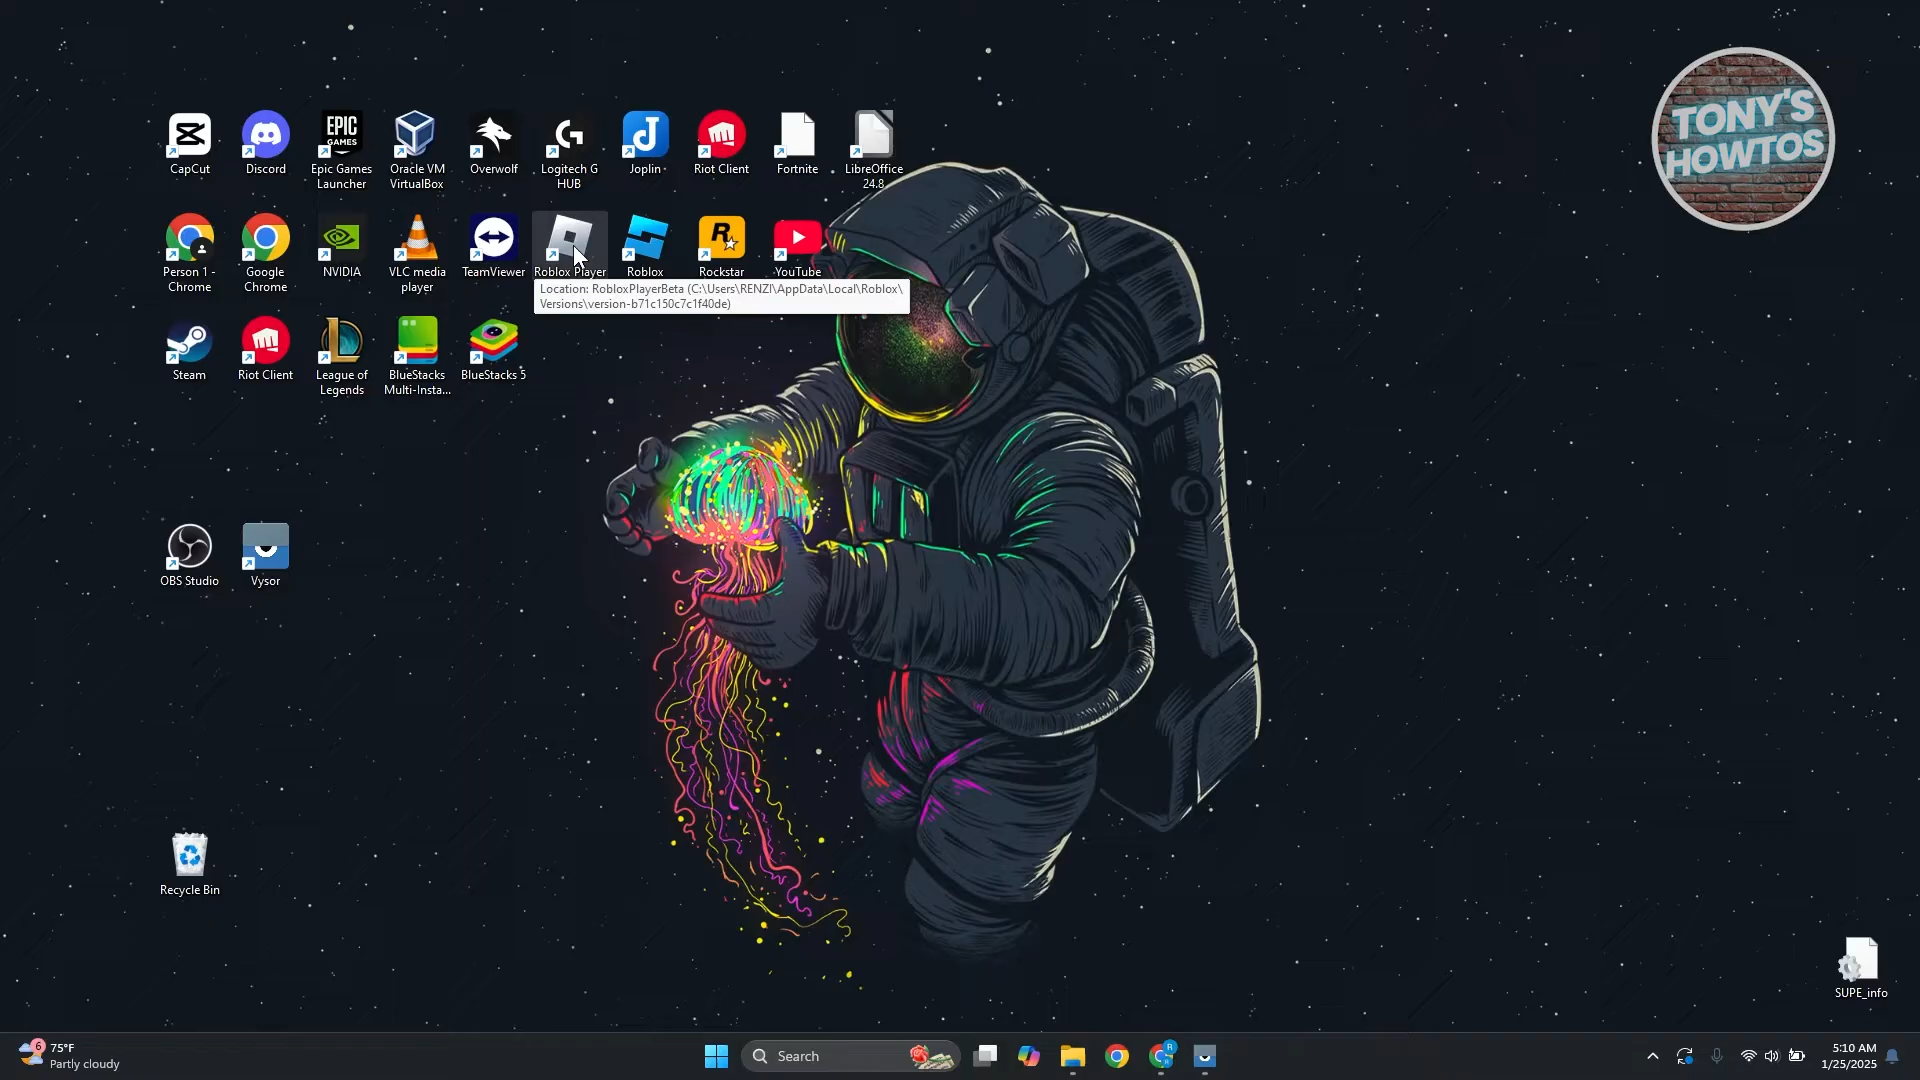 TONY'S
HOWTOS
EPIC
GAMES
CapCut
Discord
Epic Games
Launcher
Oracle VM
VirtualBox
Overwolf
Logitech G
HUB
Joplin
Riot Client
Fortnite
LibreOffice
24.8
Person 1 -
Chrome
Google
Chrome
NVIDIA
VLC media
player
TeamViewer
Roblox Player
Roblox
Rockstar
YouTube
Location: RobloxPlayerBeta (C:\Users\RENZI\AppData\Local\Roblox\
Versions\version-b71c150c7c1f40de)
Steam
Riot Client
League of
Legends
BlueStacks
Multi-Insta...
BlueStacks 5
OBS Studio
Vysor
Recycle Bin
SUPE_info
6
75°F
Partly cloudy
Search
R
5:10 AM
1/25/2025